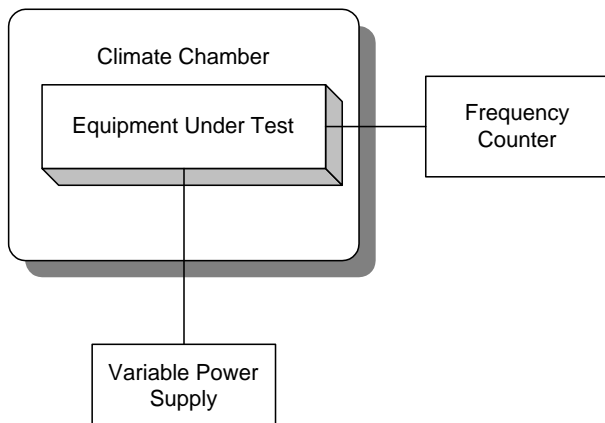 Climate Chamber
Equipment Under Test
Frequency
Counter
Variable Power
Supply